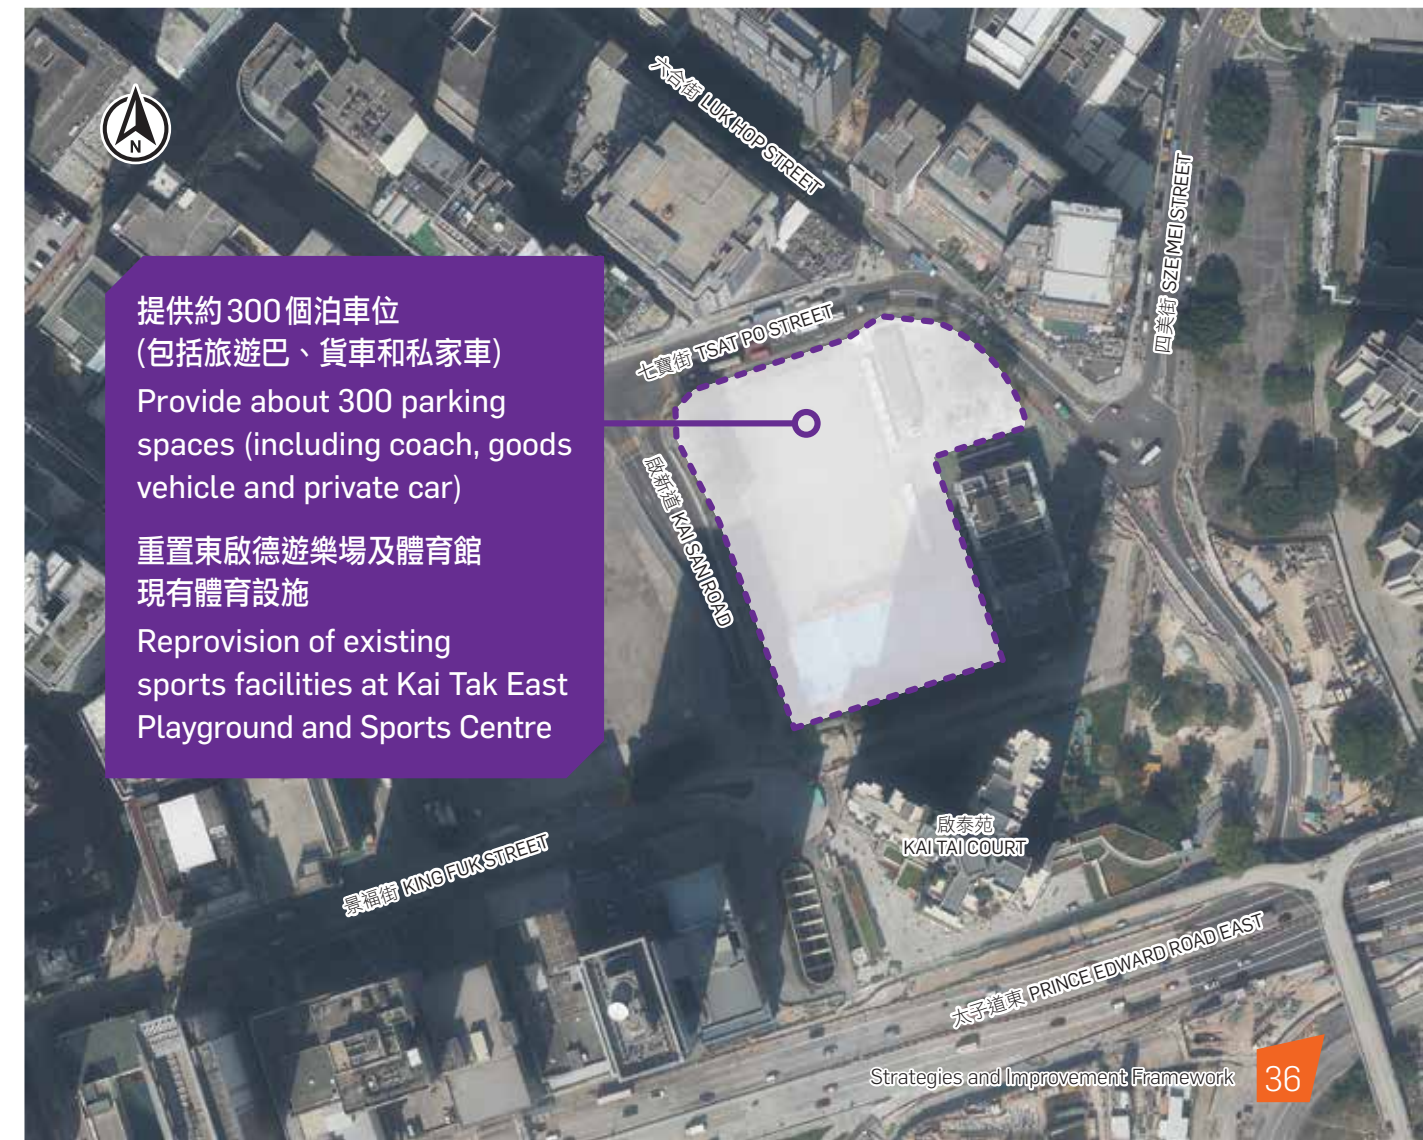 六合街 LUK HOP STREET
四美街 SZE MEI STREET
N
提供約300個泊車位
(包括旅遊巴、貨車和私家車)
Provide about 300 parking
spaces (including coach, goods
vehicle and private car)
重置東啟德遊樂場及體育館
現有體育設施
Reprovision of existing
sports facilities at Kai Tak East
Playground and Sports Centre
七寶街 TSAT PO STREET
啟新道 KAI SAN ROAD
啟泰苑
KAI TAI COURT
景福街 KING FUK STREET
太子道東 PRINCE EDWARD ROAD EAST
Strategies and Improvement Framework
36